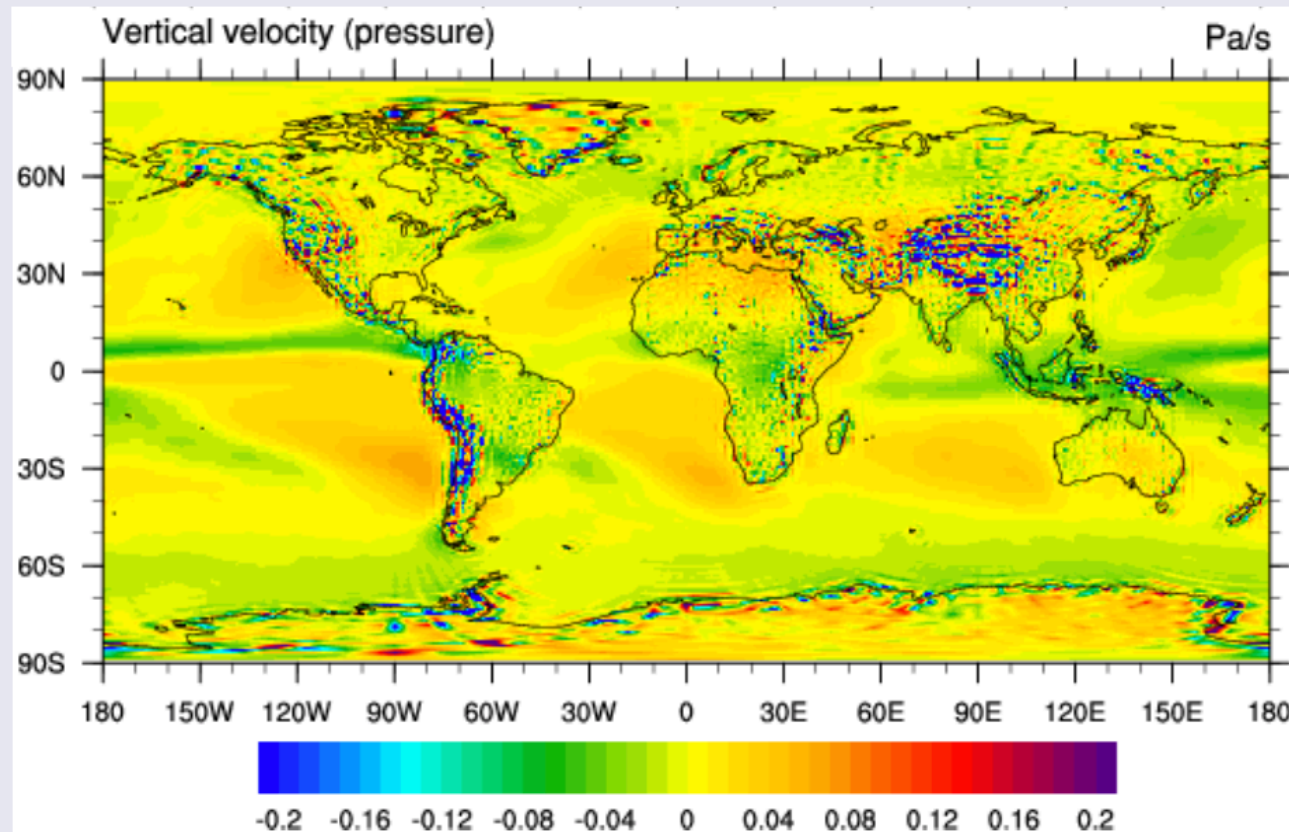 Vertical velocity (pressure) Pa/s
90N
60N
30N
0
30S
60S
90S
180 150W 120W 90W 60W 30W 0 30E 60E 90E 120E 150E 180
-0.2 -0.16 -0.12 -0.08 -0.04 0 0.04 0.08 0.12 0.16 0.2